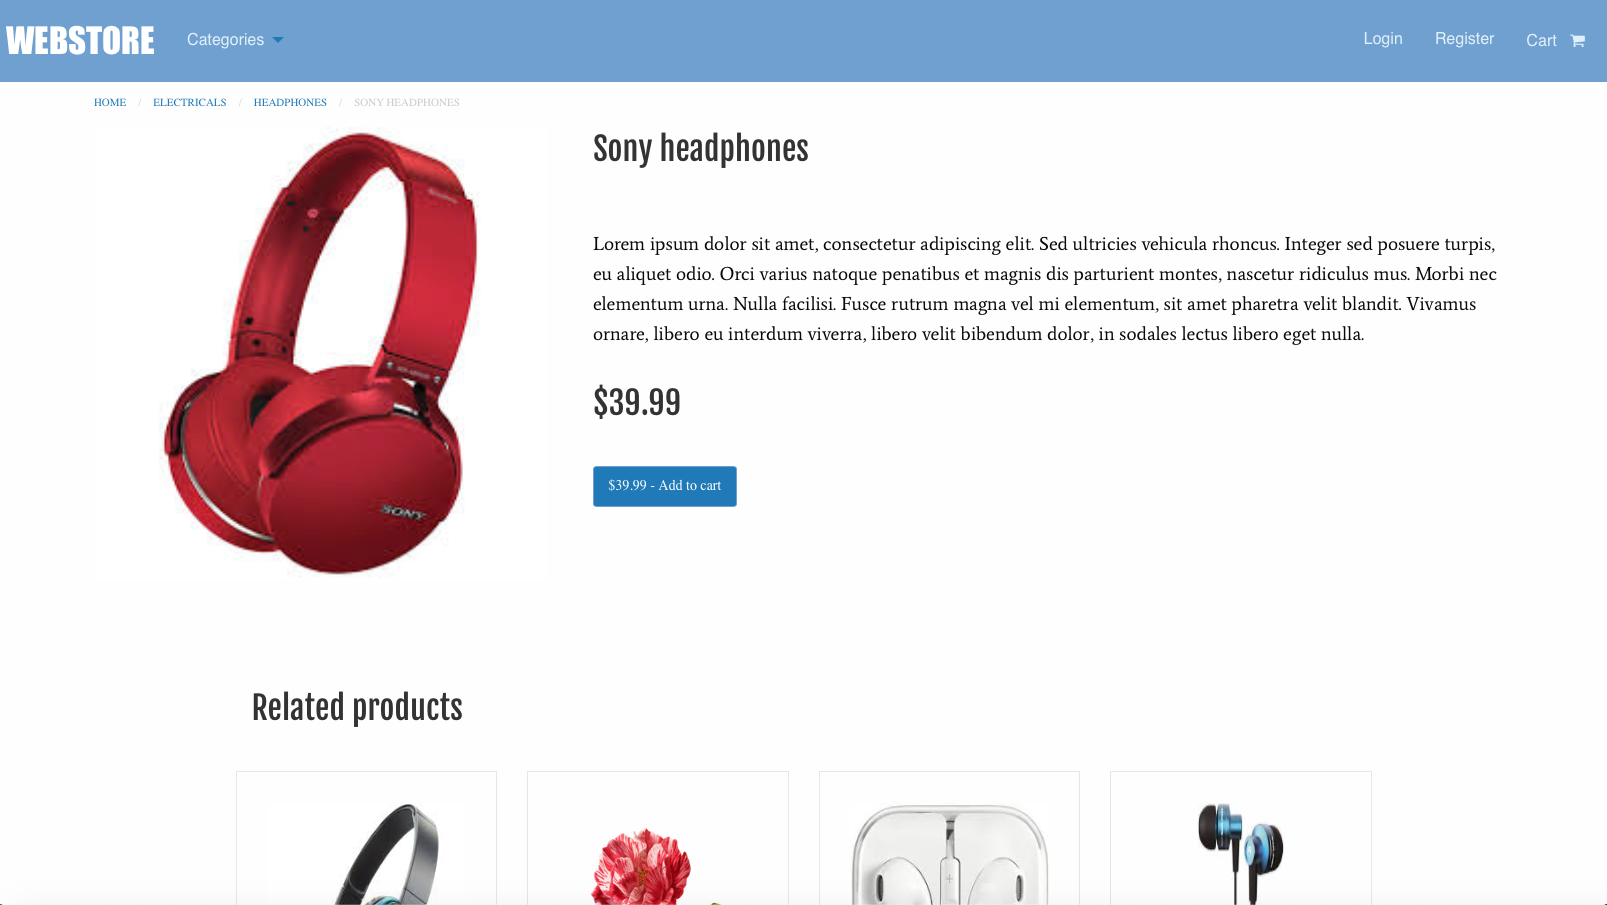 WEBSTORE
Categories
Login
Register
Cart
HOME / ELECTRICALS / HEADPHONES / SONY HEADPHONES
SONY
Sony headphones
Lorem ipsum dolor sit amet, consectetur adipiscing elit. Sed ultricies vehicula rhoncus. Integer sed posuere turpis,
eu aliquet odio. Orci varius natoque penatibus et magnis dis parturient montes, nascetur ridiculus mus. Morbi nec
elementum urna. Nulla facilisi. Fusce rutrum magna vel mi elementum, sit amet pharetra velit blandit. Vivamus
ornare, libero eu interdum viverra, libero velit bibendum dolor, in sodales lectus libero eget nulla.
$39.99
$39.99 - Add to cart
Related products